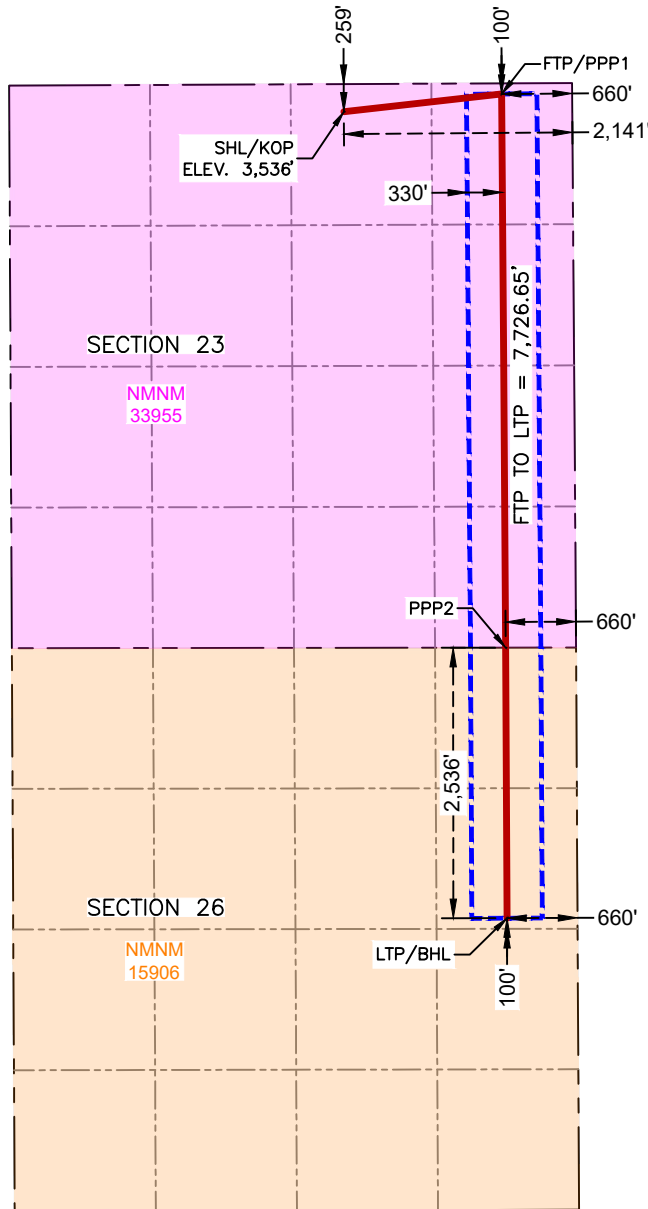 259'
100'
FTP/PPP1
660'
SHL/KOP
ELEV. 3,536'
2,141'
330'
FTP TO LTP = 7,726.65'
SECTION 23
NMNM
33955
PPP2
660'
2,536'
SECTION 26
NMNM
15906
660'
LTP/BHL
100'